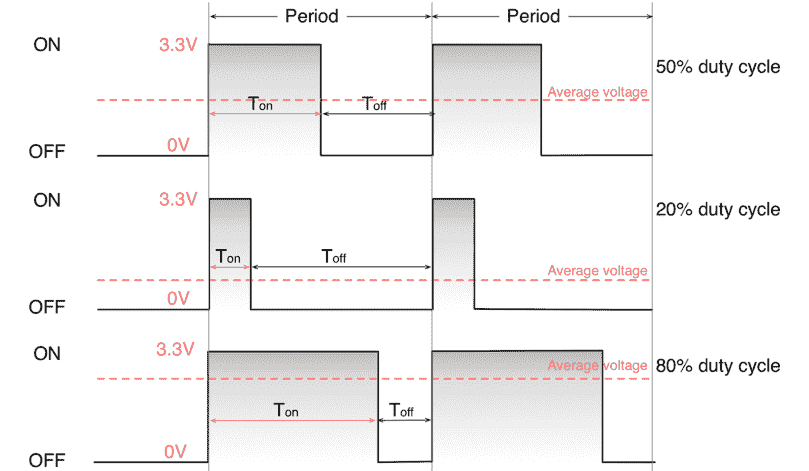 Period Period
ON 3.3V
50% duty cycle
Average voltage
Ton Toff
OFF 0V
ON 3.3V
20% duty cycle
Ton Toff
Average voltage
OFF 0V
ON 3.3V
Average voltage 80% duty cycle
Ton Toff
OFF 0V